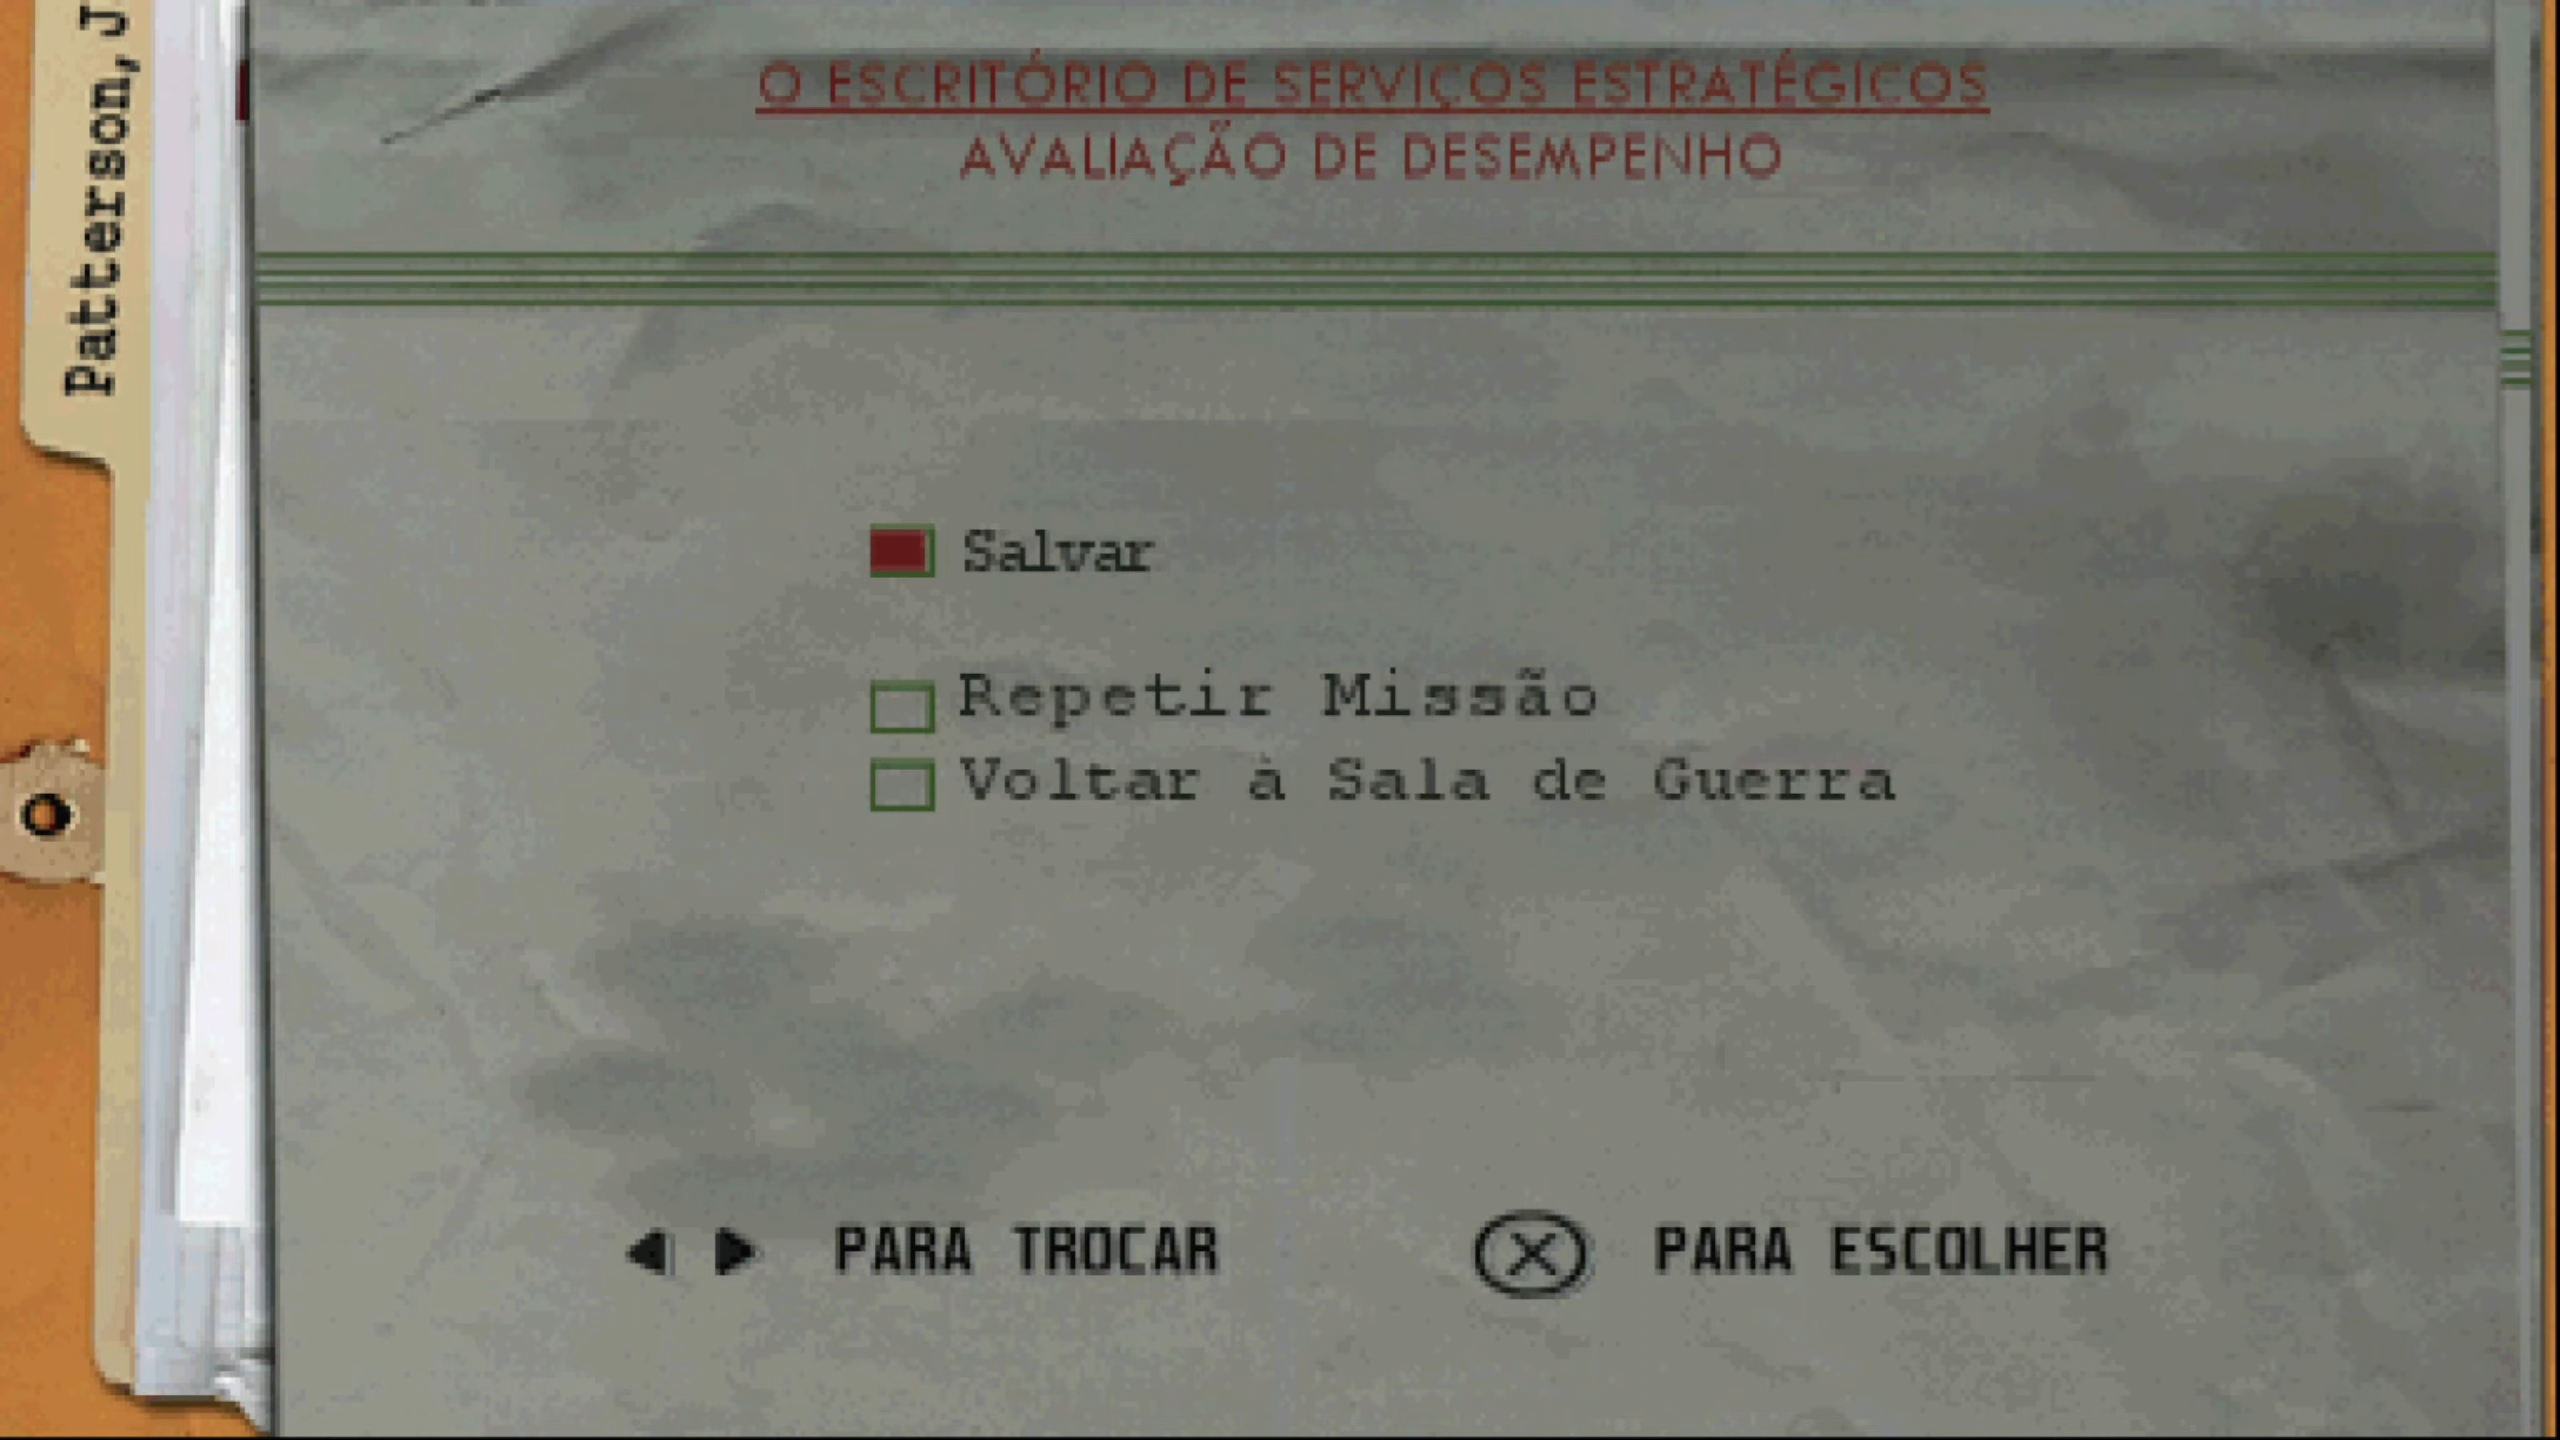 Patterson, J
O ESCRITÓRIO DE SERVIÇOS ESTRATÉGICOS
AVALIAÇÃO DE DESEMPENHO
Salvar
Repetir Missão
Voltar à Sala de Guerra
PARA TROCAR
PARA ESCOLHER